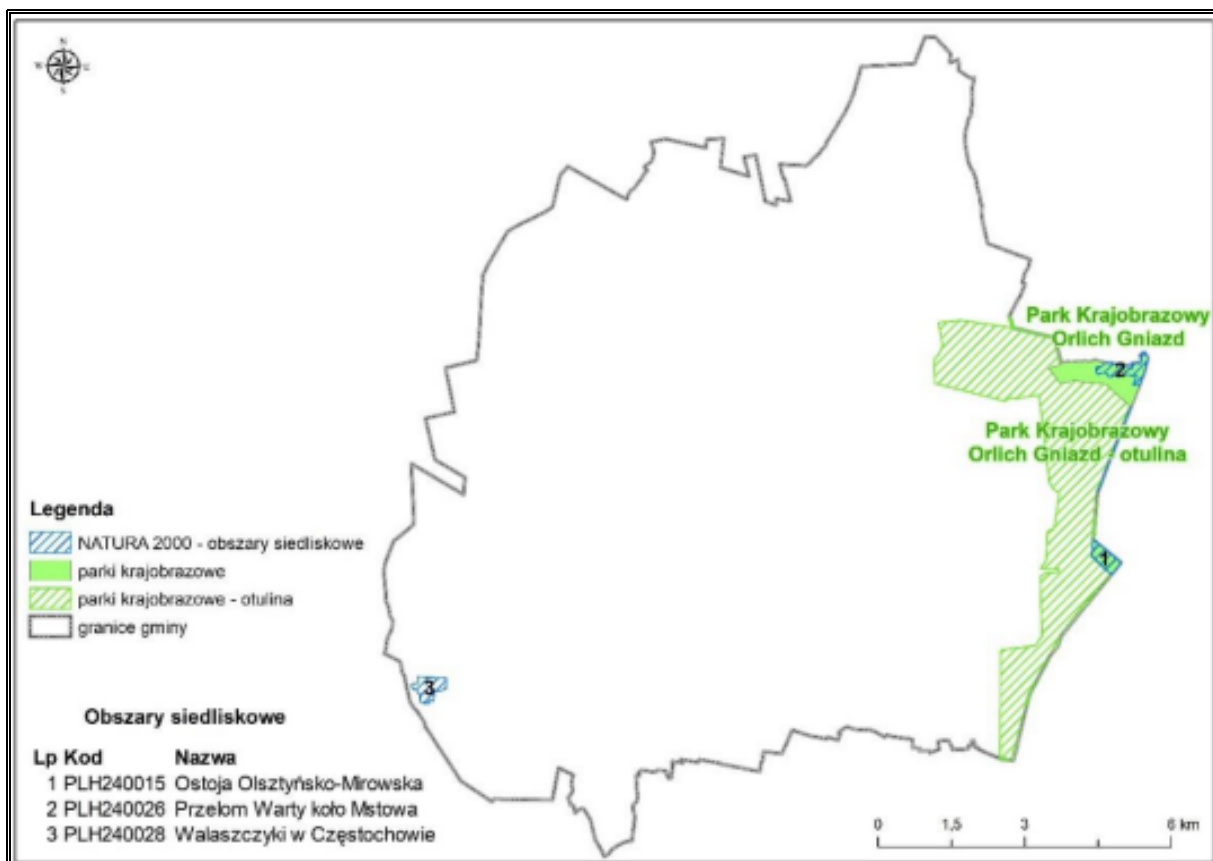 N
W E
S
Park Krajobrazowy
Orlich Gniazd
2
Park Krajobrazowy
Orlich Gniazd - otulina
1
3
Legenda
NATURA 2000 - obszary siedliskowe
parki krajobrazowe
parki krajobrazowe - otulina
granice gminy
Obszary siedliskowe
Lp Kod Nazwa
1 PLH240015 Ostoja Olsztyńsko-Mirowska
2 PLH240026 Przelom Warty koło Mstowa
3 PLH240028 Walaszczyki w Częstochowie
0 1,5 3 6 km